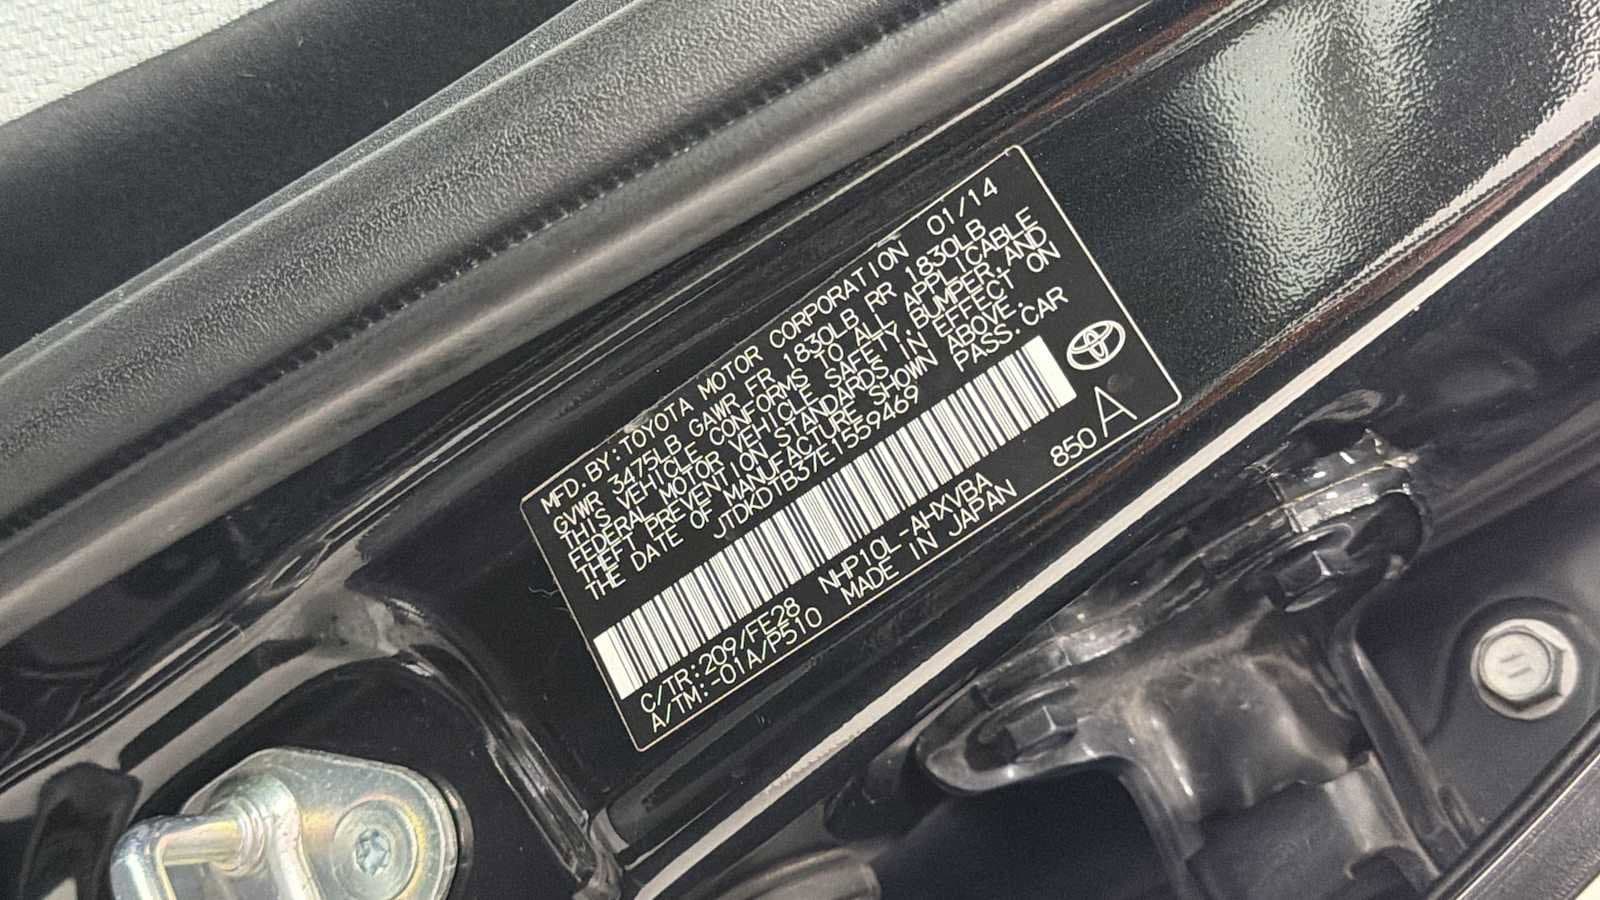 MFD.BY:TOYOTA MOTOR CORPORATION 01/14
GVWR 3475LB GAWR FR 1830LB RR 1830LB
THIS VEHICLE CONFORMS TO ALL APPLICABLE
FEDERAL MOTOR VEHICLE SAFETY,BUMPER,AND
THEFT PREVENTION STANDARDS IN EFFECT ON
THE DATE OF MANUFACTURE SHOWN ABOVE.
JTDKDTB37E1559469 PASS.CAR
C/TR:209/FE28 NHP10L-AHXVBA 850 A
A/TM:-01A/P510 MADE IN JAPAN